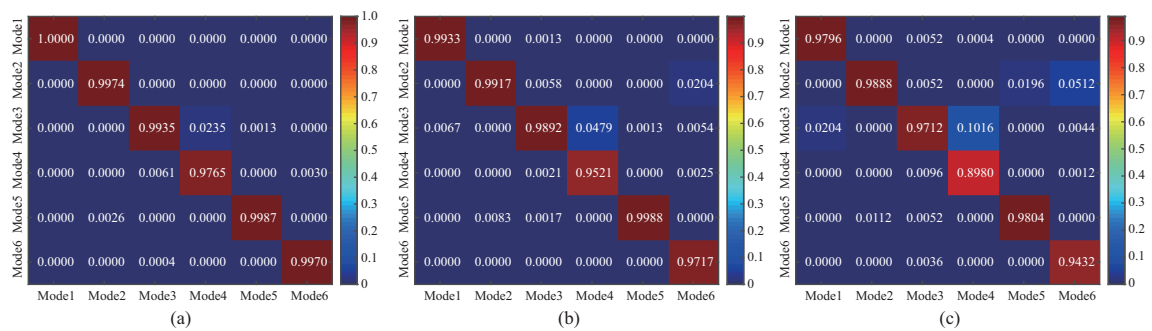 Mode1 1.0000 0.0000 0.0000 0.0000 0.0000 0.0000
Mode2 0.0000 0.9974 0.0000 0.0000 0.0000 0.0000
Mode3 0.0000 0.0000 0.9935 0.0235 0.0013 0.0000
Mode4 0.0000 0.0000 0.0061 0.9765 0.0000 0.0030
Mode5 0.0000 0.0026 0.0000 0.0000 0.9987 0.0000
Mode6 0.0000 0.0000 0.0004 0.0000 0.0000 0.9970
Mode1 Mode2 Mode3 Mode4 Mode5 Mode6
1.0
0.9
0.8
0.7
0.6
0.5
0.4
0.3
0.2
0.1
0
(a)
Mode1 0.9933 0.0000 0.0013 0.0000 0.0000 0.0000
Mode2 0.0000 0.9917 0.0058 0.0000 0.0000 0.0204
Mode3 0.0067 0.0000 0.9892 0.0479 0.0013 0.0054
Mode4 0.0000 0.0000 0.0021 0.9521 0.0000 0.0025
Mode5 0.0000 0.0083 0.0017 0.0000 0.9988 0.0000
Mode6 0.0000 0.0000 0.0000 0.0000 0.0000 0.9717
Mode1 Mode2 Mode3 Mode4 Mode5 Mode6
0.9
0.8
0.7
0.6
0.5
0.4
0.3
0.2
0.1
0
(b)
Mode1 0.9796 0.0000 0.0052 0.0004 0.0000 0.0000
Mode2 0.0000 0.9888 0.0052 0.0000 0.0196 0.0512
Mode3 0.0204 0.0000 0.9712 0.1016 0.0000 0.0044
Mode4 0.0000 0.0000 0.0096 0.8980 0.0000 0.0012
Mode5 0.0000 0.0112 0.0052 0.0000 0.9804 0.0000
Mode6 0.0000 0.0000 0.0036 0.0000 0.0000 0.9432
Mode1 Mode2 Mode3 Mode4 Mode5 Mode6
0.9
0.8
0.7
0.6
0.5
0.4
0.3
0.2
0.1
0
(c)